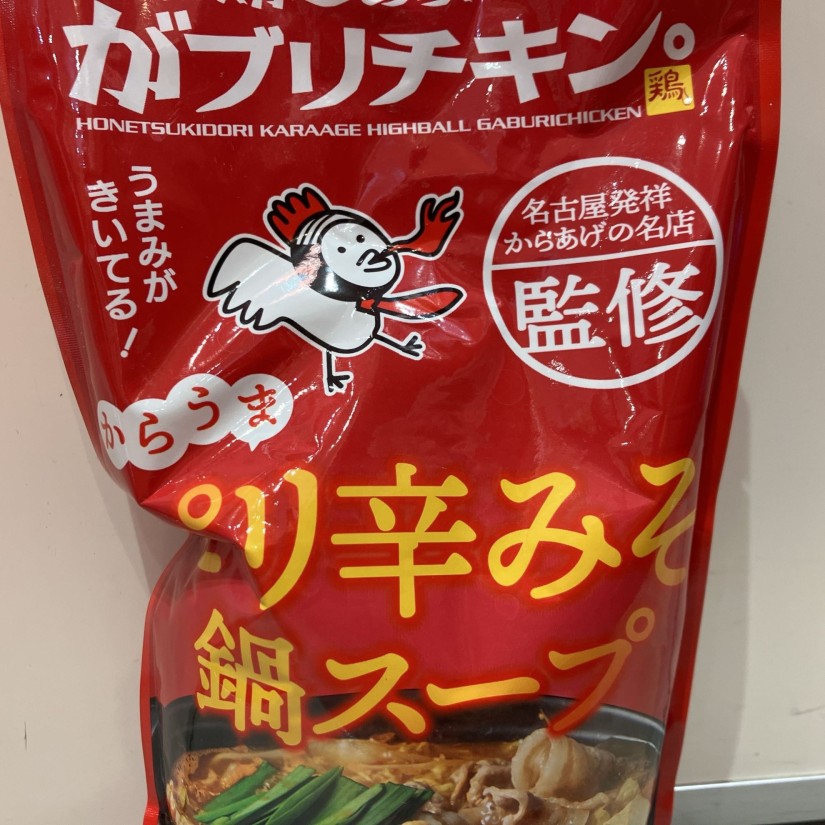 がブリチキン。
鶏
HONETSUKIDORI KARAAGE HIGHBALL GABURICHICKEN
うまみが
きいてる!
名古屋発祥
からあげの名店
監修
からうま
ピリ辛みそ
鍋スープ